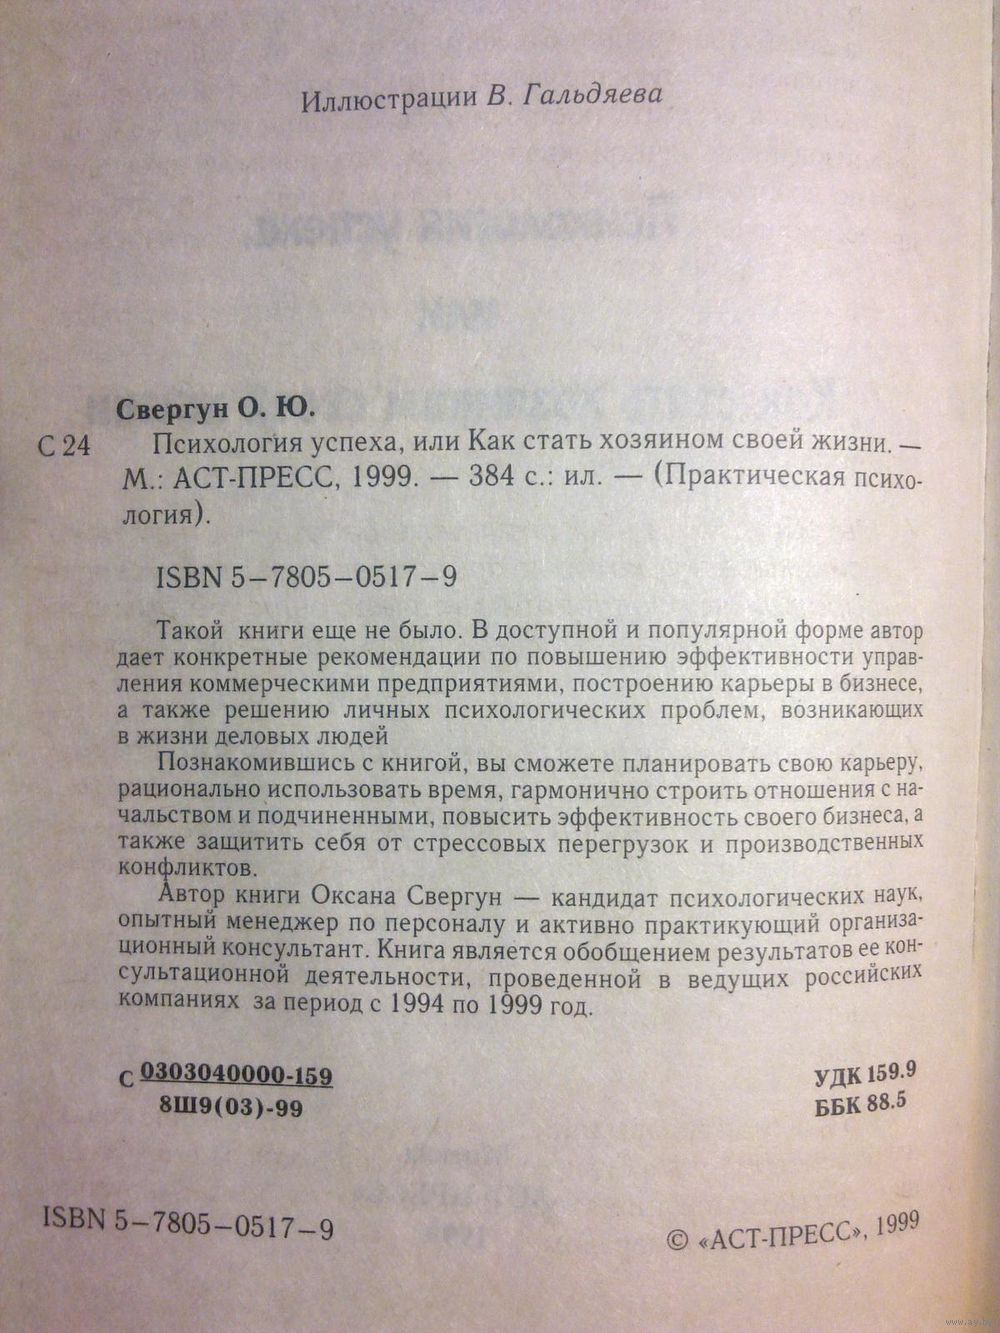 Иллюстрации В. Гальдяева
Свергун О. Ю.
С 24 Психология успеха, или Как стать хозяином своей жизни. —
М.: АСТ-ПРЕСС, 1999. — 384 с.: ил. — (Практическая психо-
логия).
ISBN 5–7805–0517–9
Такой книги еще не было. В доступной и популярной форме автор
дает конкретные рекомендации по повышению эффективности управ-
ления коммерческими предприятиями, построению карьеры в бизнесе,
а также решению личных психологических проблем, возникающих
в жизни деловых людей
Познакомившись с книгой, вы сможете планировать свою карьеру,
рационально использовать время, гармонично строить отношения с на-
чальством и подчиненными, повысить эффективность своего бизнеса, а
также защитить себя от стрессовых перегрузок и производственных
конфликтов.
Автор книги Оксана Свергун — кандидат психологических наук,
опытный менеджер по персоналу и активно практикующий организа-
ционный консультант. Книга является обобщением результатов ее кон-
сультационной деятельности, проведенной в ведущих российских
компаниях за период с 1994 по 1999 год.
С 0303040000-159
8Ш9(03)-99
УДК 159.9
ББК 88.5
ISBN 5–7805–0517–9
© «АСТ-ПРЕСС», 1999